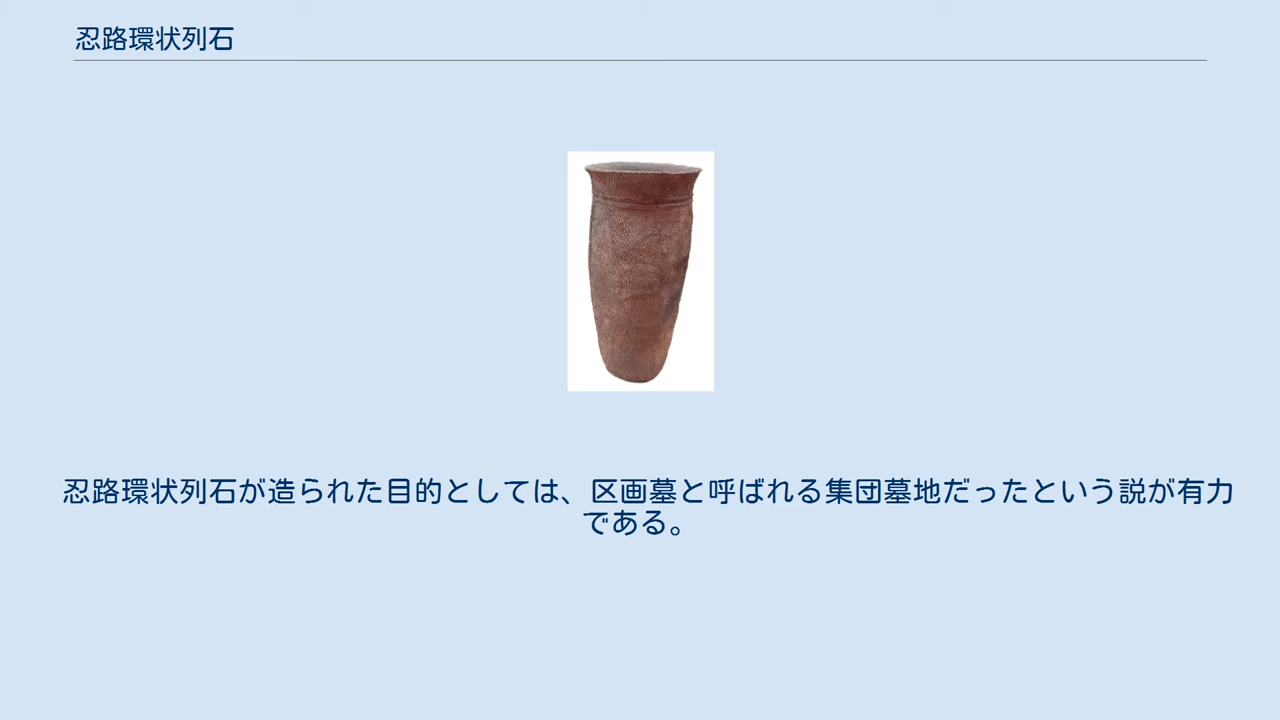 忍路環状列石
忍路環状列石が造られた目的としては、区画墓と呼ばれる集団墓地だったという説が有力
である。